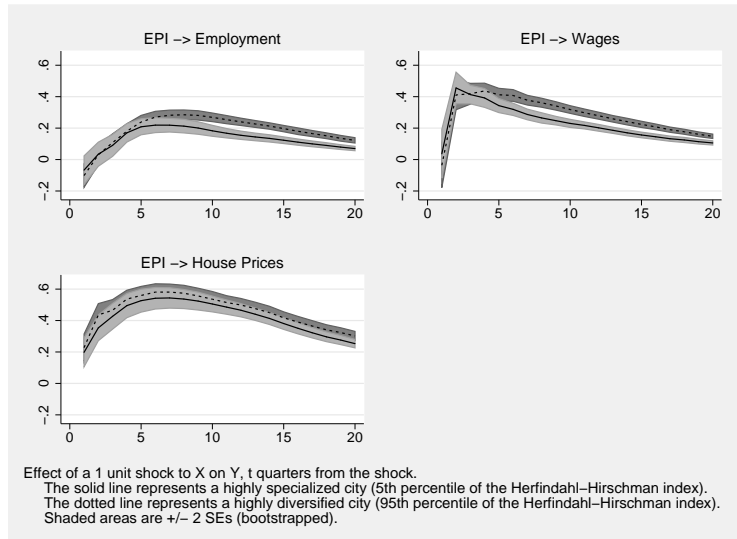 EPI −> Employment
.6
.4
.2
0
−.2
0 5 10 15 20
EPI −> Wages
.6
.4
.2
0
−.2
0 5 10 15 20
EPI −> House Prices
.6
.4
.2
0
−.2
0 5 10 15 20
Effect of a 1 unit shock to X on Y, t quarters from the shock.
The solid line represents a highly specialized city (5th percentile of the Herfindahl−Hirschman index).
The dotted line represents a highly diversified city (95th percentile of the Herfindahl−Hirschman index).
Shaded areas are +/− 2 SEs (bootstrapped).